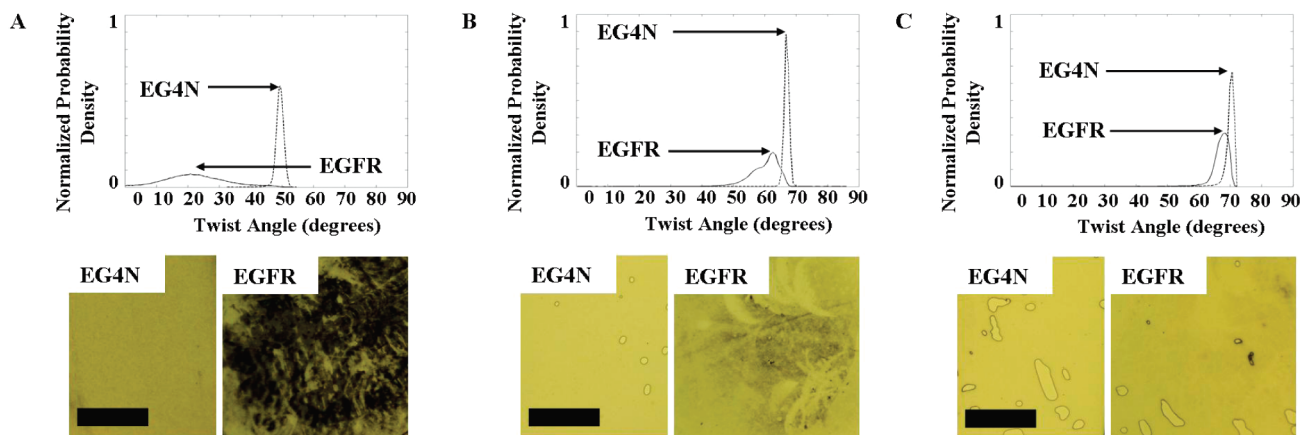 A
Normalized Probability
Density
1
0
EG4N
EGFR
0 10 20 30 40 50 60 70 80 90
Twist Angle (degrees)
EG4N
EGFR
B
Normalized Probability
Density
1
0
EG4N
EGFR
0 10 20 30 40 50 60 70 80 90
Twist Angle (degrees)
EG4N
EGFR
C
Normalized Probability
Density
1
0
EG4N
EGFR
0 10 20 30 40 50 60 70 80 90
Twist Angle (degrees)
EG4N
EGFR